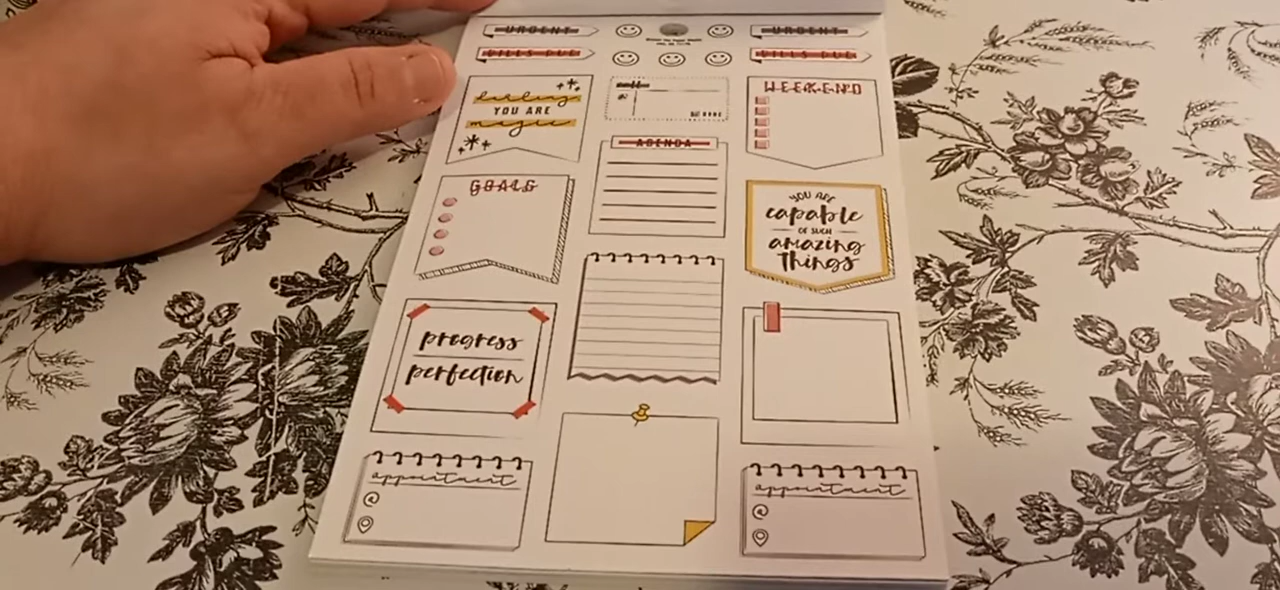 URGENT
URGENT
BILLS DUE
BILLS DUE
darling
YOU ARE
magic
WEEKEND
AGENDA
GOALS
YOU ARE
capable
OF SUCH
amazing
things
progress
perfection
appointment
@
appointment
@